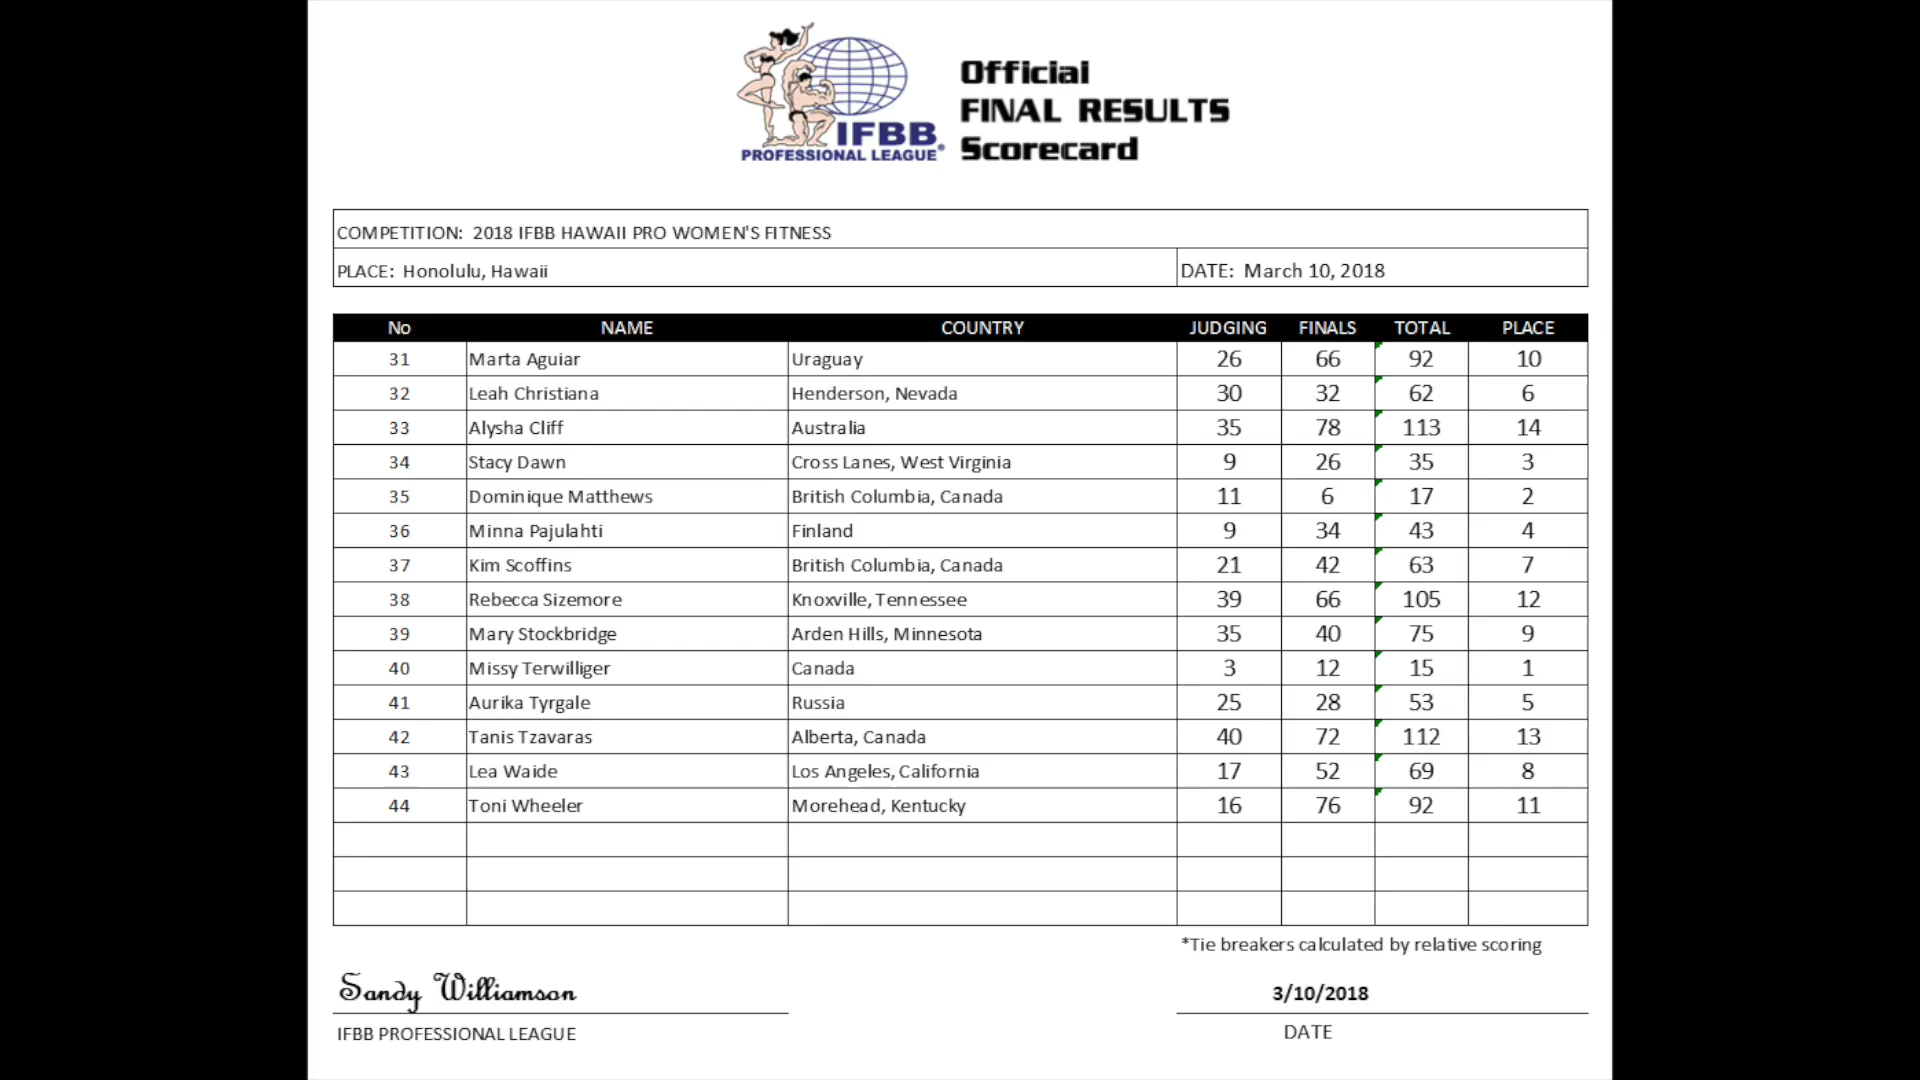 IFBB
PROFESSIONAL LEAGUE®
Official
FINAL RESULTS
Scorecard
COMPETITION: 2018 IFBB HAWAII PRO WOMEN'S FITNESS
PLACE: Honolulu, Hawaii DATE: March 10, 2018
No NAME COUNTRY JUDGING FINALS TOTAL PLACE
31 Marta Aguiar Uraguay 26 66 92 10
32 Leah Christiana Henderson, Nevada 30 32 62 6
33 Alysha Cliff Australia 35 78 113 14
34 Stacy Dawn Cross Lanes, West Virginia 9 26 35 3
35 Dominique Matthews British Columbia, Canada 11 6 17 2
36 Minna Pajulahti Finland 9 34 43 4
37 Kim Scoffins British Columbia, Canada 21 42 63 7
38 Rebecca Sizemore Knoxville, Tennessee 39 66 105 12
39 Mary Stockbridge Arden Hills, Minnesota 35 40 75 9
40 Missy Terwilliger Canada 3 12 15 1
41 Aurika Tyrgale Russia 25 28 53 5
42 Tanis Tzavaras Alberta, Canada 40 72 112 13
43 Lea Waide Los Angeles, California 17 52 69 8
44 Toni Wheeler Morehead, Kentucky 16 76 92 11
*Tie breakers calculated by relative scoring
Sandy Williamson 3/10/2018
IFBB PROFESSIONAL LEAGUE DATE